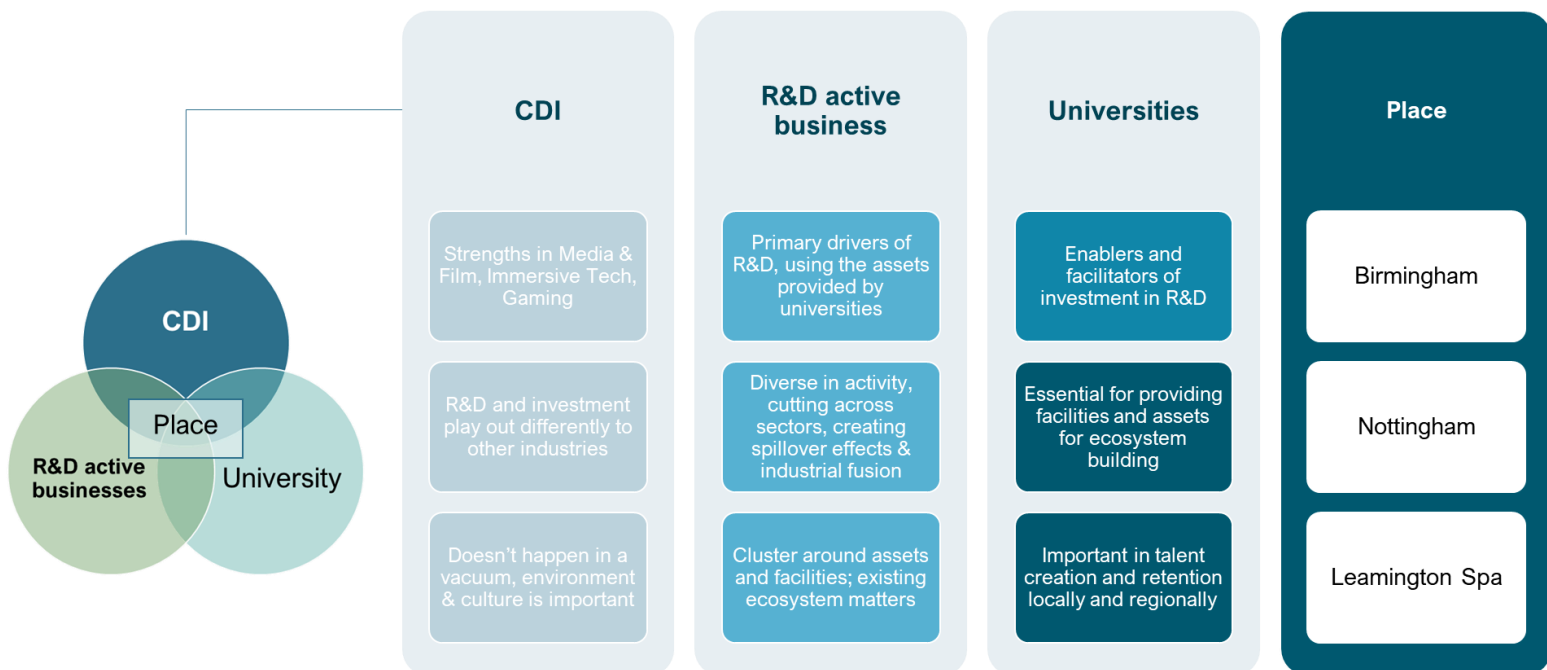 CDI
Place
R&D active
businesses
University
CDI
Strengths in Media &
Film, Immersive Tech,
Gaming
R&D and investment
play out differently to
other industries
Doesn’t happen in a
vacuum, environment
& culture is important
R&D active
business
Primary drivers of
R&D, using the assets
provided by
universities
Diverse in activity,
cutting across
sectors, creating
spillover effects &
industrial fusion
Cluster around assets
and facilities; existing
ecosystem matters
Universities
Enablers and
facilitators of
investment in R&D
Essential for providing
facilities and assets
for ecosystem
building
Important in talent
creation and retention
locally and regionally
Place
Birmingham
Nottingham
Leamington Spa